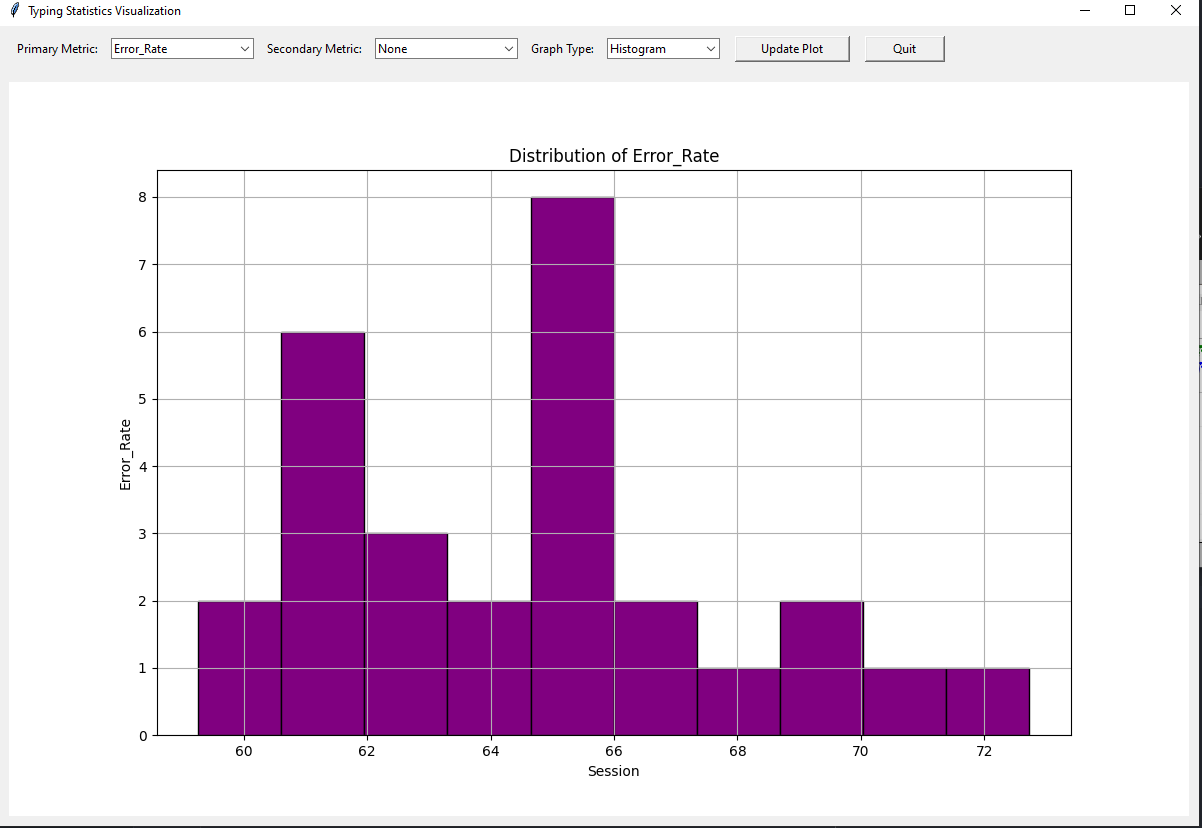 Typing Statistics Visualization
Primary Metric: Error_Rate Secondary Metric: None Graph Type: Histogram Update Plot Quit
Distribution of Error_Rate
8
7
6
5
4
3
2
1
0
Error_Rate
60 62 64 66 68 70 72
Session